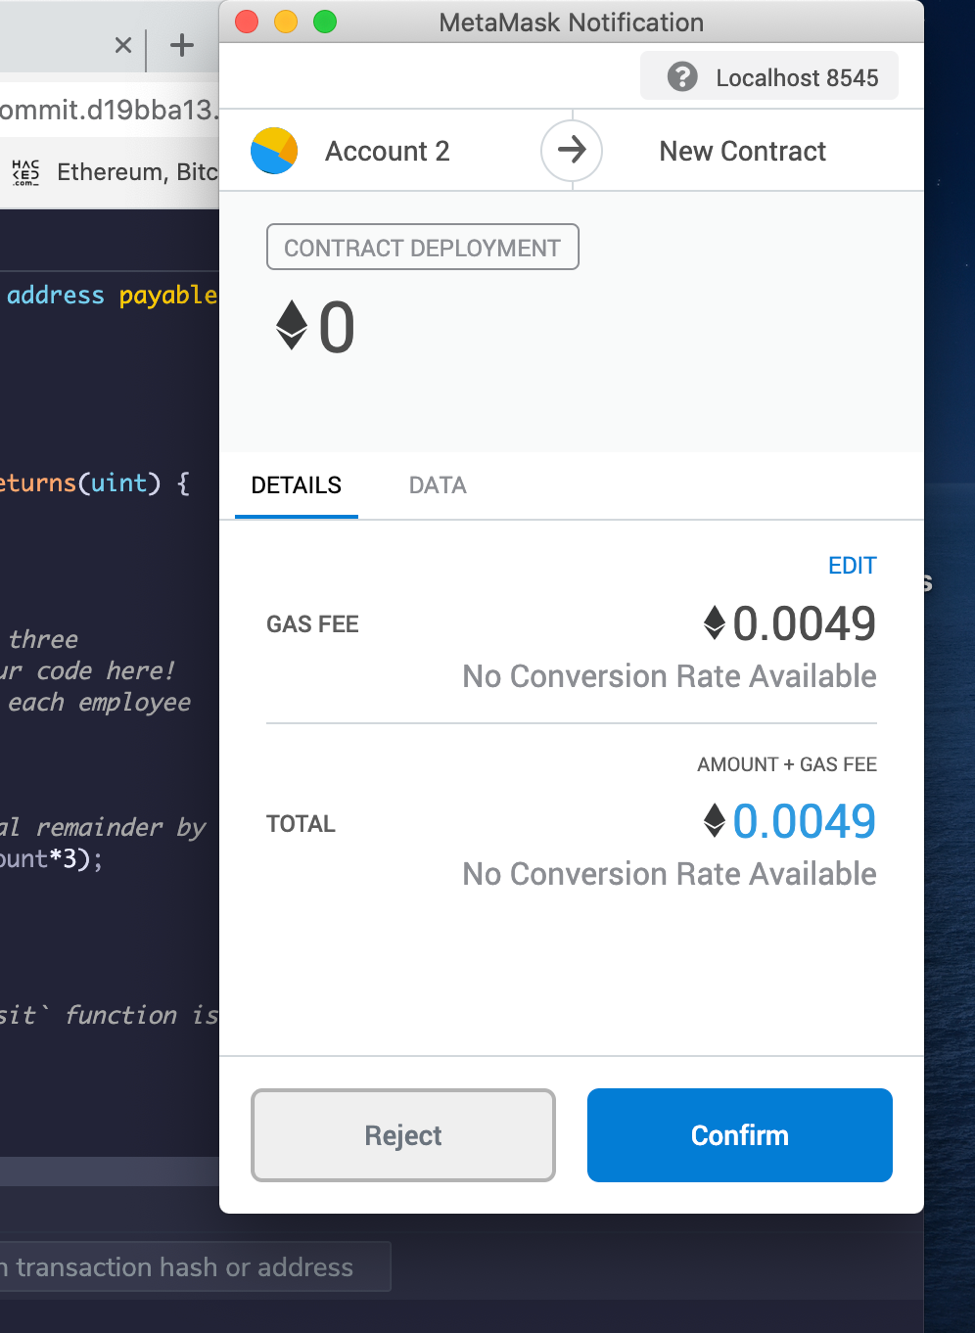 MetaMask Notification
ommit.d19bba13.
Localhost 8545
HAC
KED
.com_
Ethereum, Bitc
Account 2
New Contract
CONTRACT DEPLOYMENT
address payable
0
eturns(uint) {
DETAILS
DATA
EDIT
s
GAS FEE
0.0049
three
ur code here!
No Conversion Rate Available
each employee
AMOUNT + GAS FEE
al remainder by
TOTAL
0.0049
ount*3);
No Conversion Rate Available
sit` function is
Reject
Confirm
n transaction hash or address